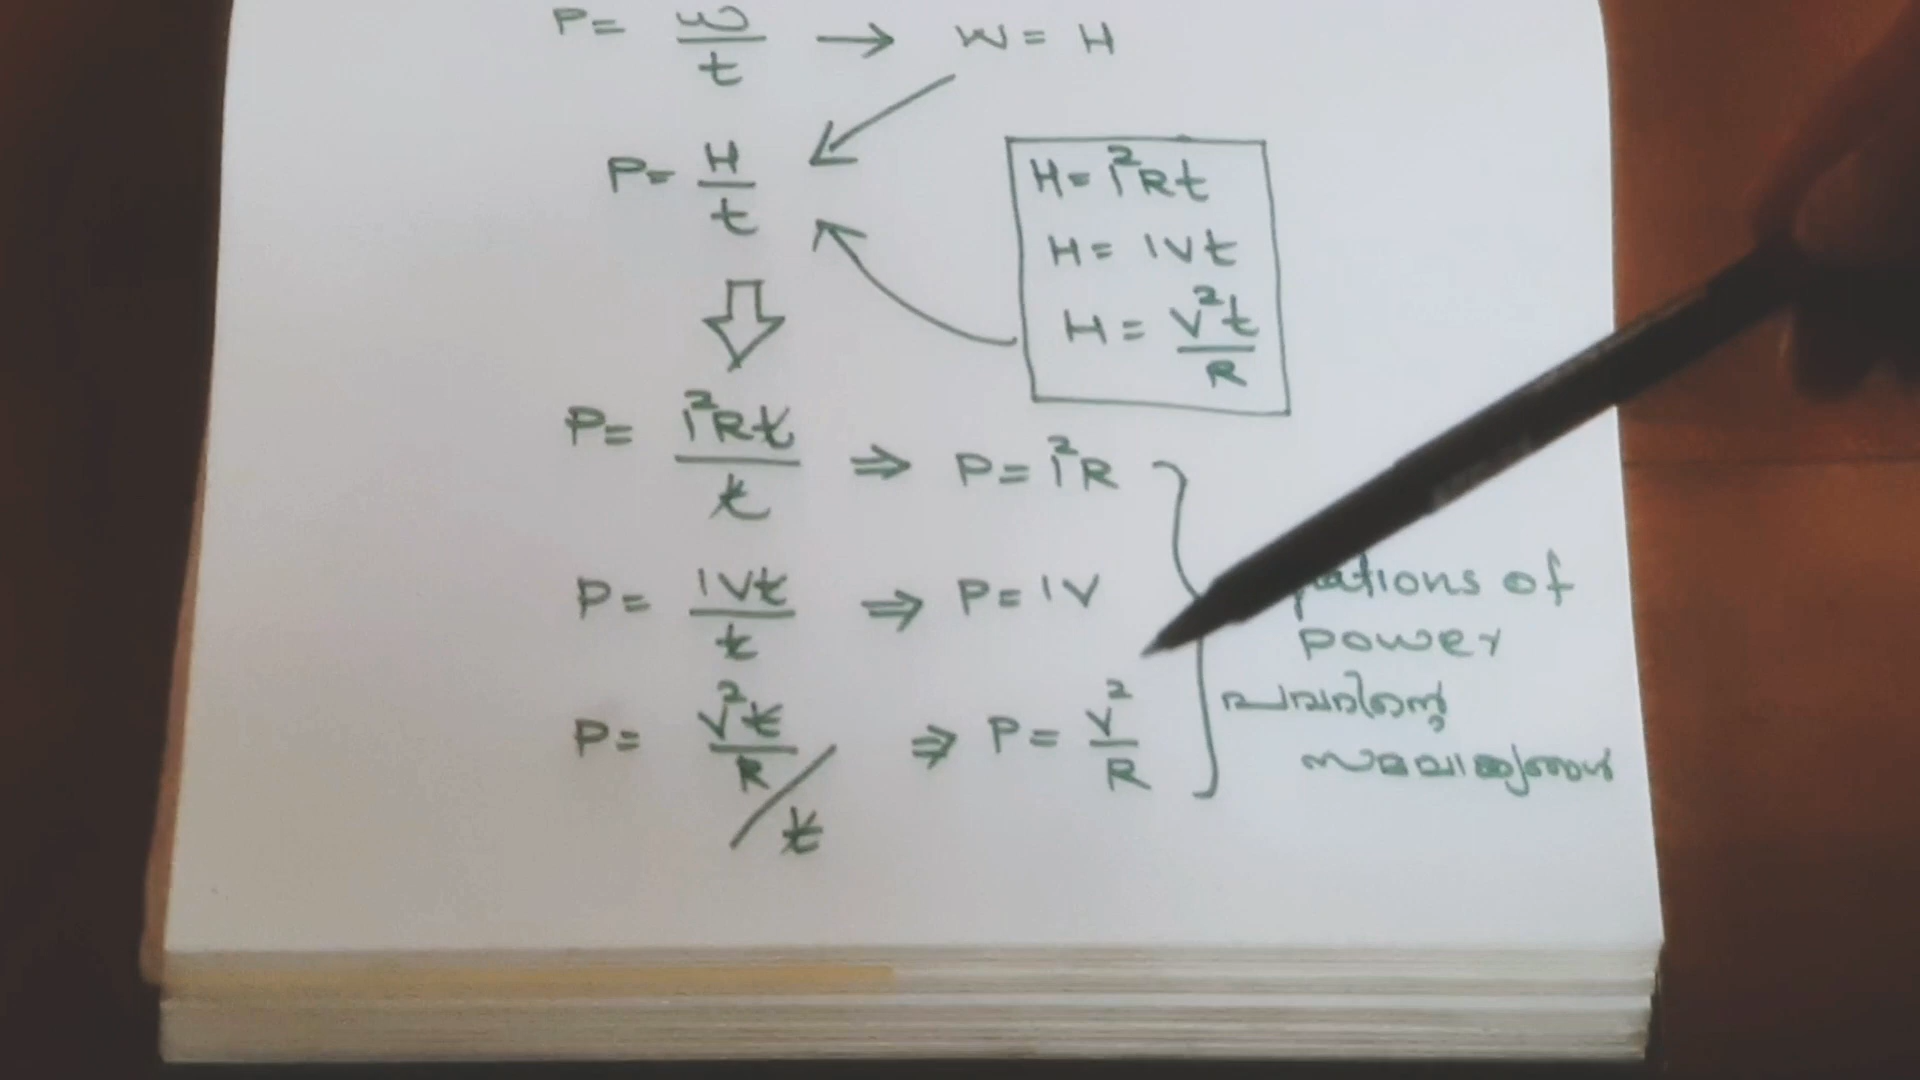 P = w/t → W = H
P = H/t
H = I²Rt
H = IVt
H = V²t/R
P = I²Rt/t ⇒ P = I²R
P = IVt/t ⇒ P = IV
P = V²t/R/t ⇒ P = V²/R
ations of
power
പവറിന്റെ
സമവാക്യങ്ങൾ